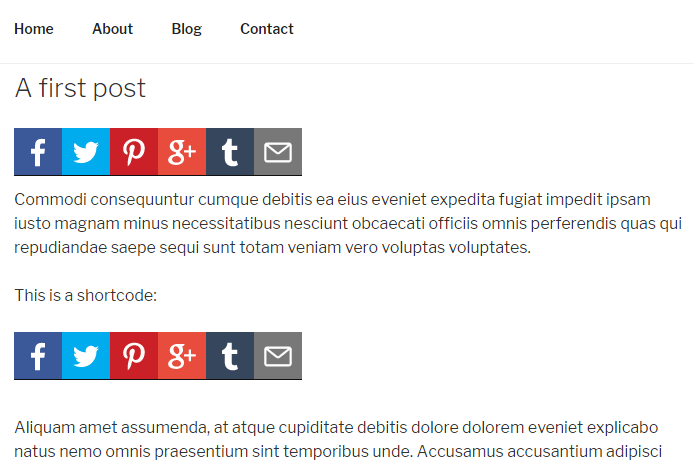 Home About Blog Contact
A first post
Commodi consequuntur cumque debitis ea eius eveniet expedita fugiat impedit ipsam
iusto magnam minus necessitatibus nesciunt obcaecati officiis omnis perferendis quas qui
repudiandae saepe sequi sunt totam veniam vero voluptas voluptates.
This is a shortcode:
Aliquam amet assumenda, at atque cupiditate debitis dolore dolorem eveniet explicabo
natus nemo omnis praesentium sint temporibus unde. Accusamus accusantium adipisci